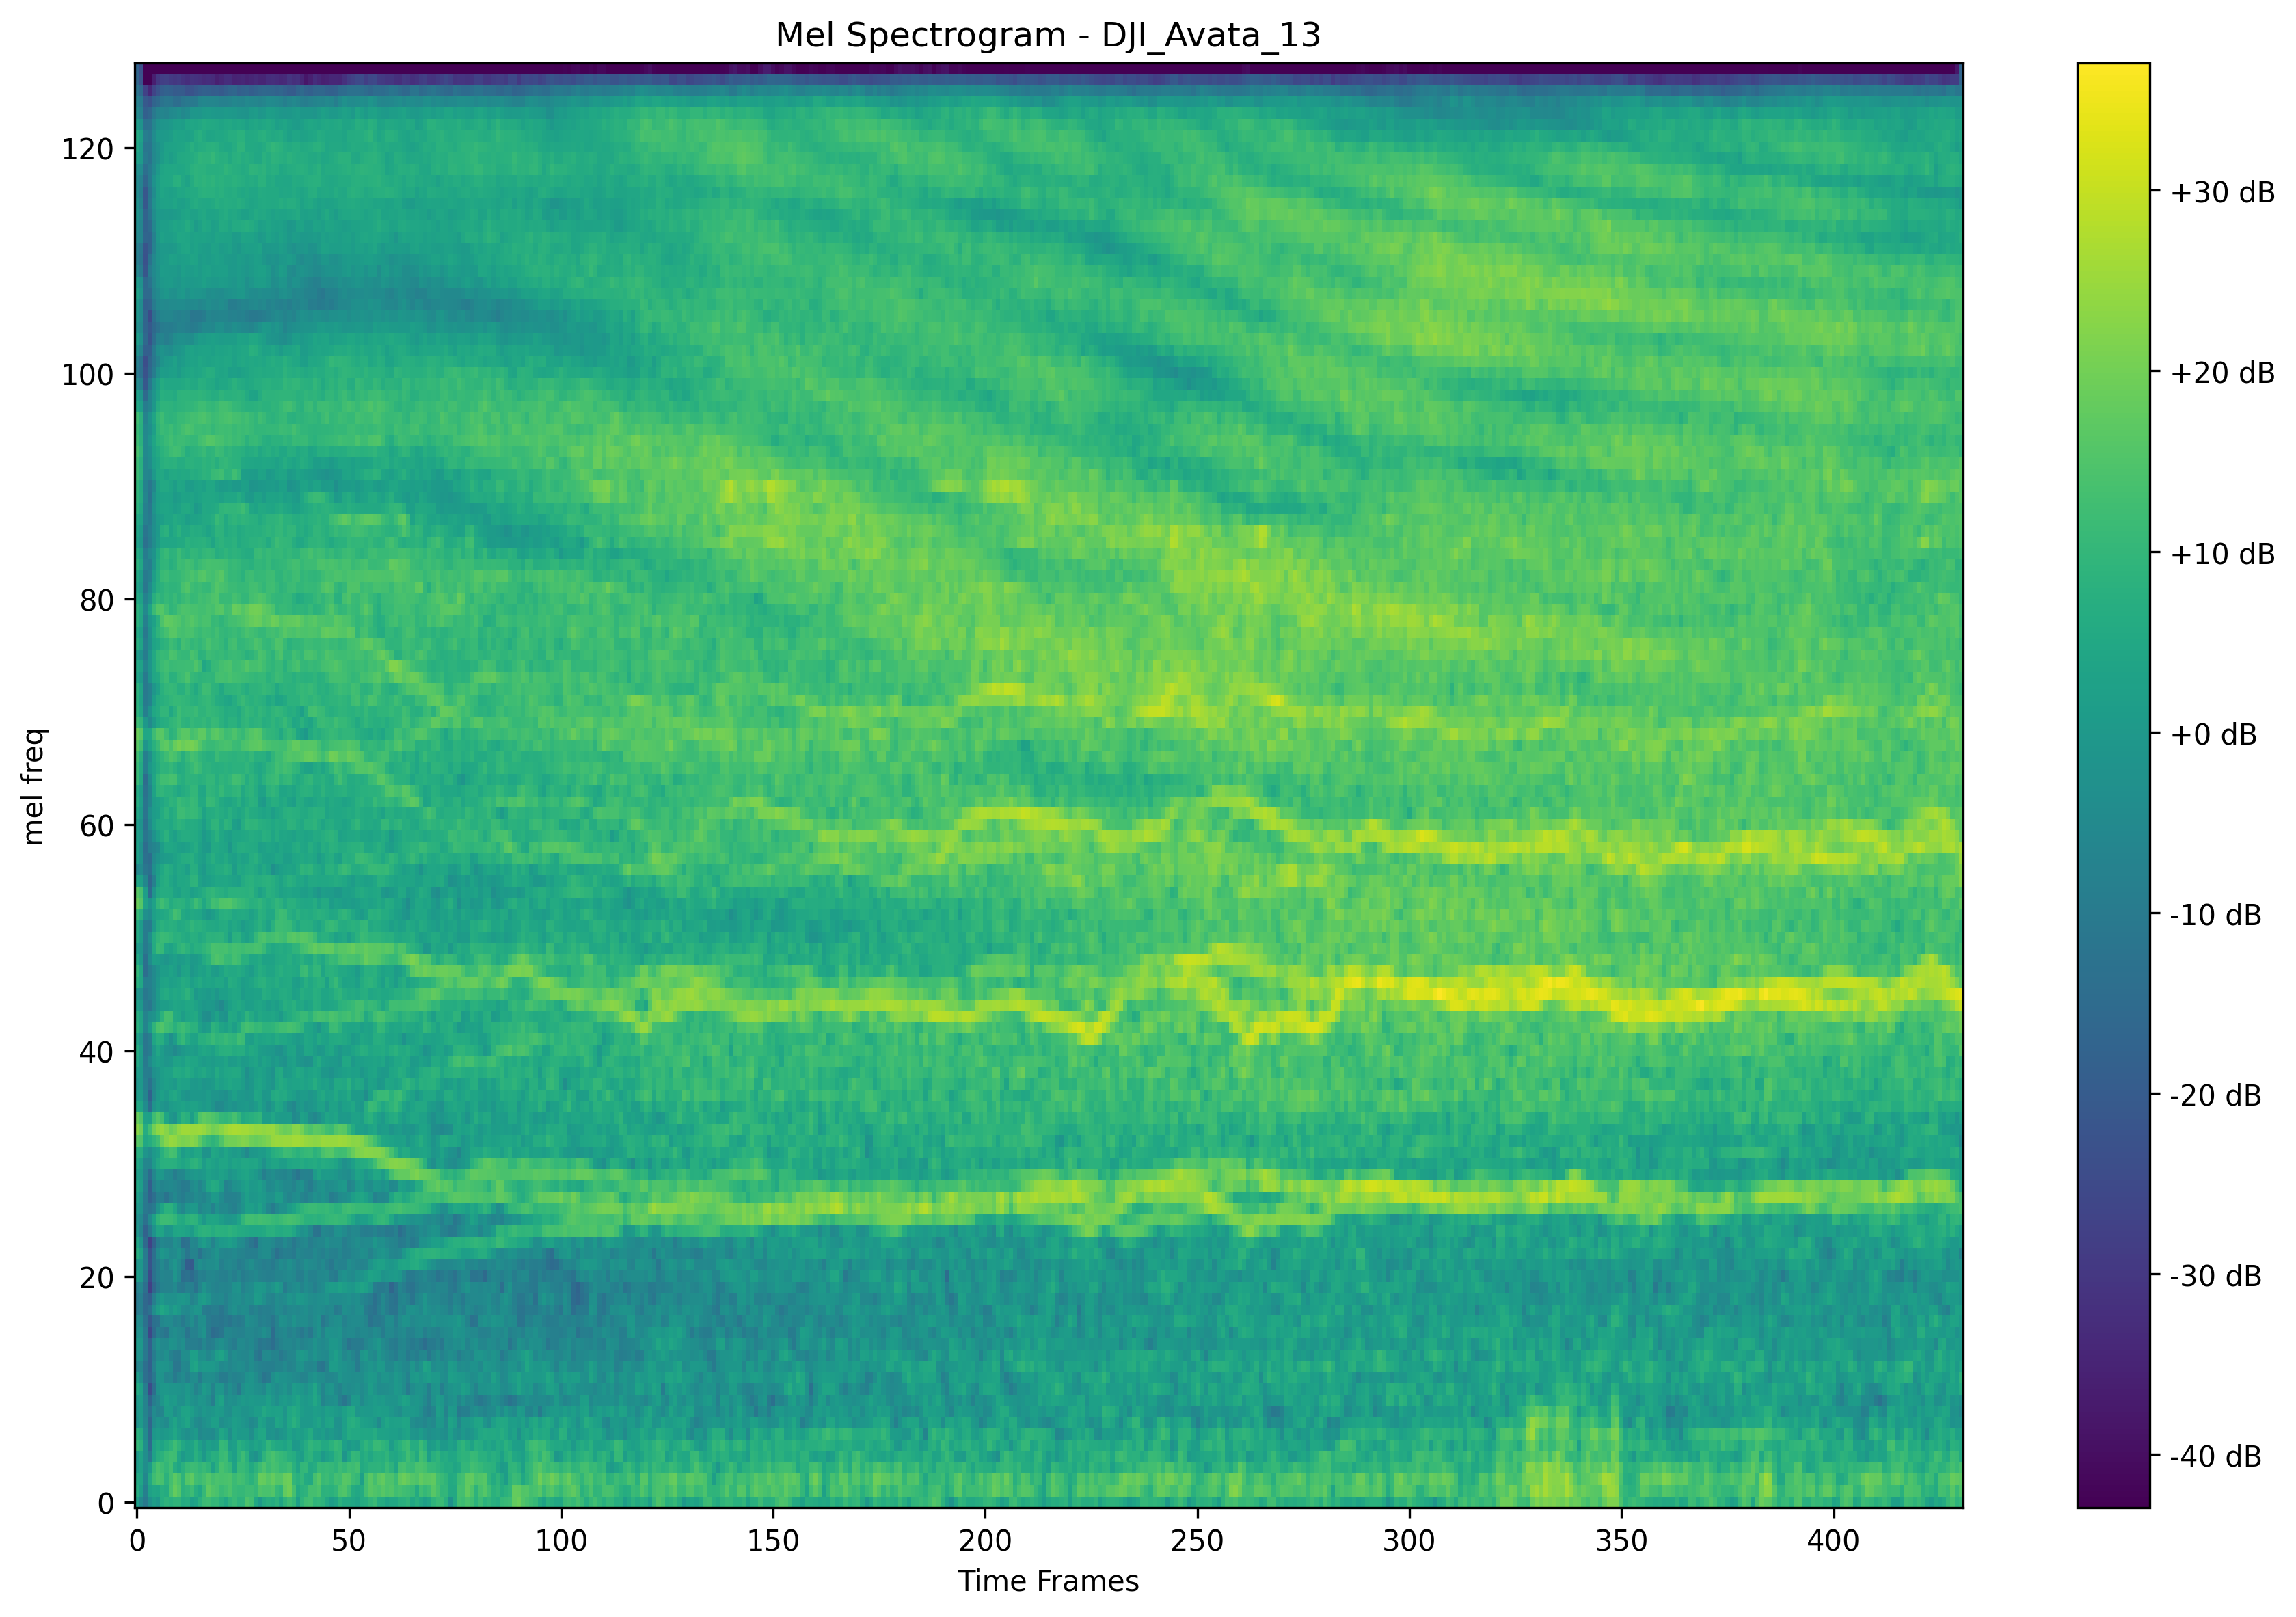 Mel Spectrogram - DJI_Avata_13
mel freq
120
100
80
60
40
20
0
0 50 100 150 200 250 300 350 400
Time Frames
+30 dB
+20 dB
+10 dB
+0 dB
-10 dB
-20 dB
-30 dB
-40 dB